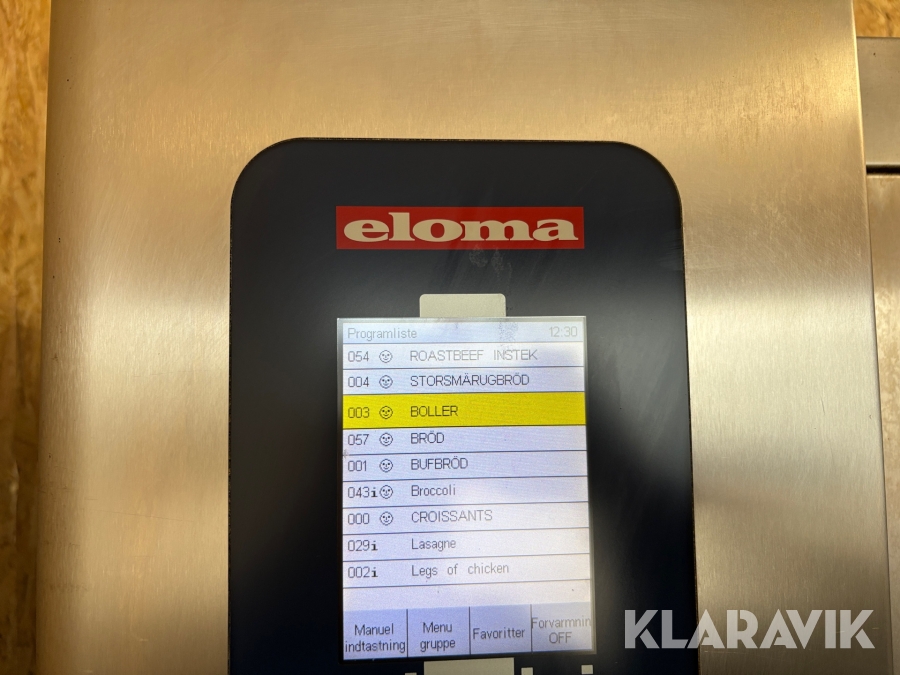 eloma
Programliste 12:30
054 ROASTBEEF INSTEK
004 STORSMÄRUGBRÖD
003 BOLLER
057 BRÖD
001 BUFBRÖD
043i Broccoli
000 CROISSANTS
029i Lasagne
002i Legs of chicken
Manuel indtastning
Menu gruppe
Favoritter
Forvarmnin OFF
KLARAVIK